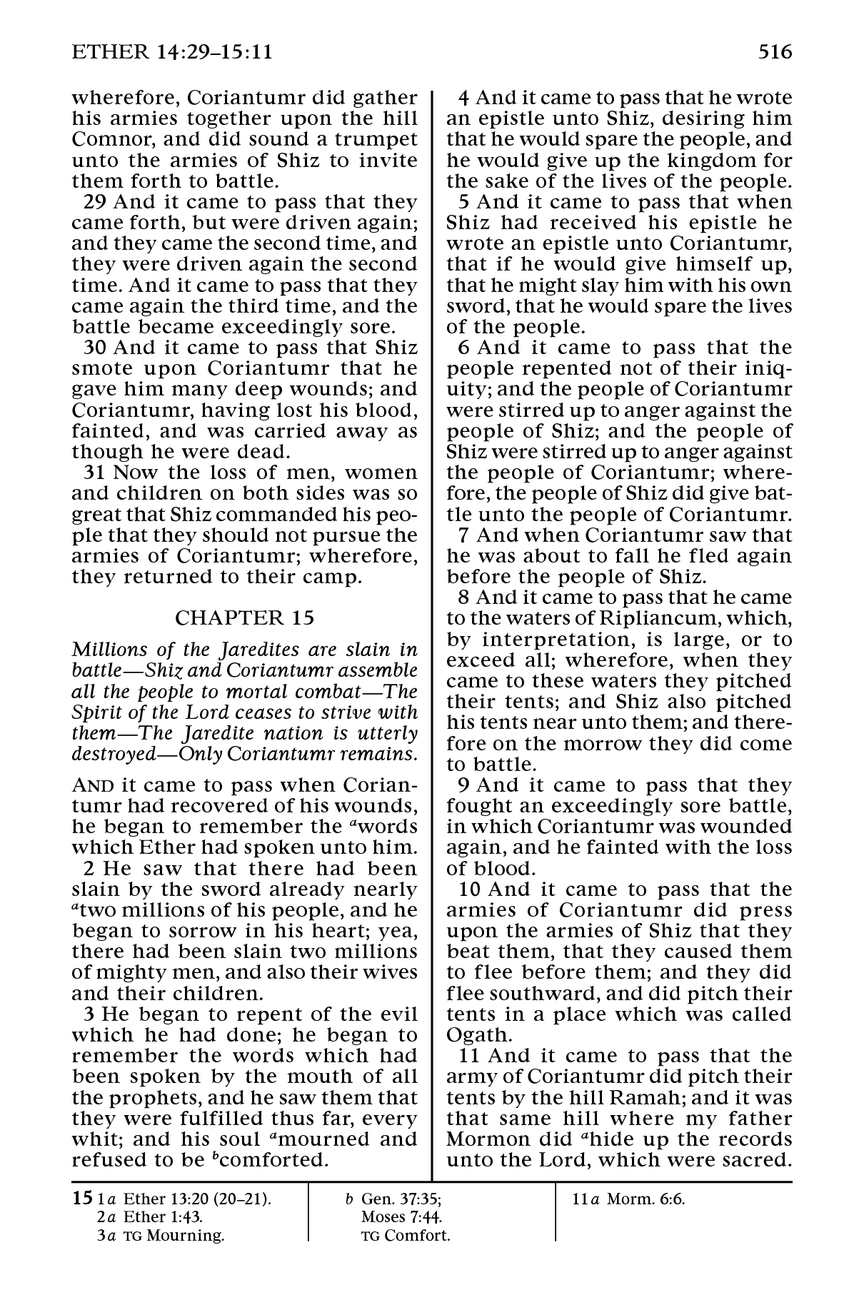 ETHER 14:29–15:11 516
wherefore, Coriantumr did gather
his armies together upon the hill
Comnor, and did sound a trumpet
unto the armies of Shiz to invite
them forth to battle.
29 And it came to pass that they
came forth, but were driven again;
and they came the second time, and
they were driven again the second
time. And it came to pass that they
came again the third time, and the
battle became exceedingly sore.
30 And it came to pass that Shiz
smote upon Coriantumr that he
gave him many deep wounds; and
Coriantumr, having lost his blood,
fainted, and was carried away as
though he were dead.
31 Now the loss of men, women
and children on both sides was so
great that Shiz commanded his peo-
ple that they should not pursue the
armies of Coriantumr; wherefore,
they returned to their camp.
CHAPTER 15
Millions of the Jaredites are slain in
battle—Shiz and Coriantumr assemble
all the people to mortal combat—The
Spirit of the Lord ceases to strive with
them—The Jaredite nation is utterly
destroyed—Only Coriantumr remains.
AND it came to pass when Corian-
tumr had recovered of his wounds,
he began to remember the awords
which Ether had spoken unto him.
2 He saw that there had been
slain by the sword already nearly
atwo millions of his people, and he
began to sorrow in his heart; yea,
there had been slain two millions
of mighty men, and also their wives
and their children.
3 He began to repent of the evil
which he had done; he began to
remember the words which had
been spoken by the mouth of all
the prophets, and he saw them that
they were fulfilled thus far, every
whit; and his soul amourned and
refused to be bcomforted.
4 And it came to pass that he wrote
an epistle unto Shiz, desiring him
that he would spare the people, and
he would give up the kingdom for
the sake of the lives of the people.
5 And it came to pass that when
Shiz had received his epistle he
wrote an epistle unto Coriantumr,
that if he would give himself up,
that he might slay him with his own
sword, that he would spare the lives
of the people.
6 And it came to pass that the
people repented not of their iniq-
uity; and the people of Coriantumr
were stirred up to anger against the
people of Shiz; and the people of
Shiz were stirred up to anger against
the people of Coriantumr; where-
fore, the people of Shiz did give bat-
tle unto the people of Coriantumr.
7 And when Coriantumr saw that
he was about to fall he fled again
before the people of Shiz.
8 And it came to pass that he came
to the waters of Ripliancum, which,
by interpretation, is large, or to
exceed all; wherefore, when they
came to these waters they pitched
their tents; and Shiz also pitched
his tents near unto them; and there-
fore on the morrow they did come
to battle.
9 And it came to pass that they
fought an exceedingly sore battle,
in which Coriantumr was wounded
again, and he fainted with the loss
of blood.
10 And it came to pass that the
armies of Coriantumr did press
upon the armies of Shiz that they
beat them, that they caused them
to flee before them; and they did
flee southward, and did pitch their
tents in a place which was called
Ogath.
11 And it came to pass that the
army of Coriantumr did pitch their
tents by the hill Ramah; and it was
that same hill where my father
Mormon did ahide up the records
unto the Lord, which were sacred.
15 1a Ether 13:20 (20–21).
2a Ether 1:43.
3a TG Mourning.
b Gen. 37:35;
Moses 7:44.
TG Comfort.
11a Morm. 6:6.